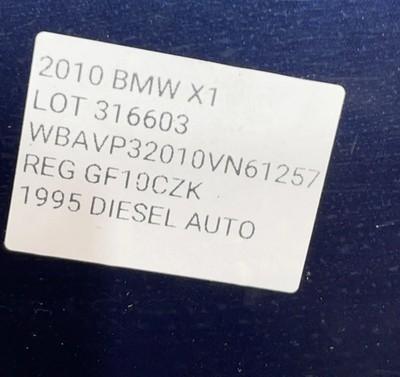 2010 BMW X1
LOT 316603
WBAVP32010VN61257
REG GF10CZK
1995 DIESEL AUTO